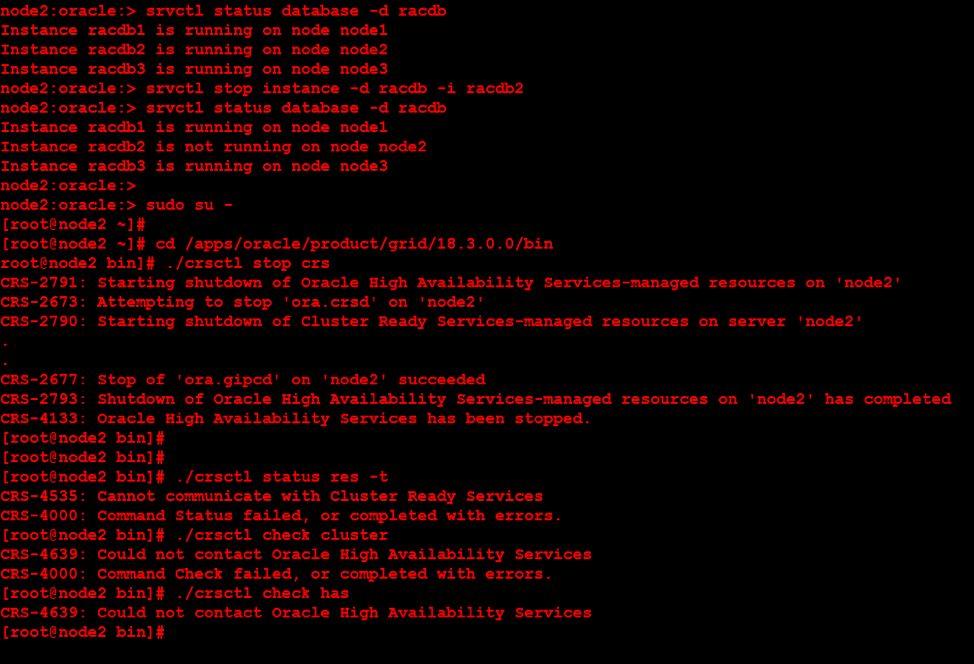 node2:oracle:> srvctl status database -d racdb
Instance racdb1 is running on node node1
Instance racdb2 is running on node node2
Instance racdb3 is running on node node3
node2:oracle:> srvctl stop instance -d racdb -i racdb2
node2:oracle:> srvctl status database -d racdb
Instance racdb1 is running on node node1
Instance racdb2 is not running on node node2
Instance racdb3 is running on node node3
node2:oracle:>
node2:oracle:> sudo su -
[root@node2 ~]#
[root@node2 ~]# cd /apps/oracle/product/grid/18.3.0.0/bin
root@node2 bin]# ./crsctl stop crs
CRS-2791: Starting shutdown of Oracle High Availability Services-managed resources on 'node2'
CRS-2673: Attempting to stop 'ora.crsd' on 'node2'
CRS-2790: Starting shutdown of Cluster Ready Services-managed resources on server 'node2'
.
.
CRS-2677: Stop of 'ora.gipcd' on 'node2' succeeded
CRS-2793: Shutdown of Oracle High Availability Services-managed resources on 'node2' has completed
CRS-4133: Oracle High Availability Services has been stopped.
[root@node2 bin]#
[root@node2 bin]#
[root@node2 bin]# ./crsctl status res -t
CRS-4535: Cannot communicate with Cluster Ready Services
CRS-4000: Command Status failed, or completed with errors.
[root@node2 bin]# ./crsctl check cluster
CRS-4639: Could not contact Oracle High Availability Services
CRS-4000: Command Check failed, or completed with errors.
[root@node2 bin]# ./crsctl check has
CRS-4639: Could not contact Oracle High Availability Services
[root@node2 bin]#